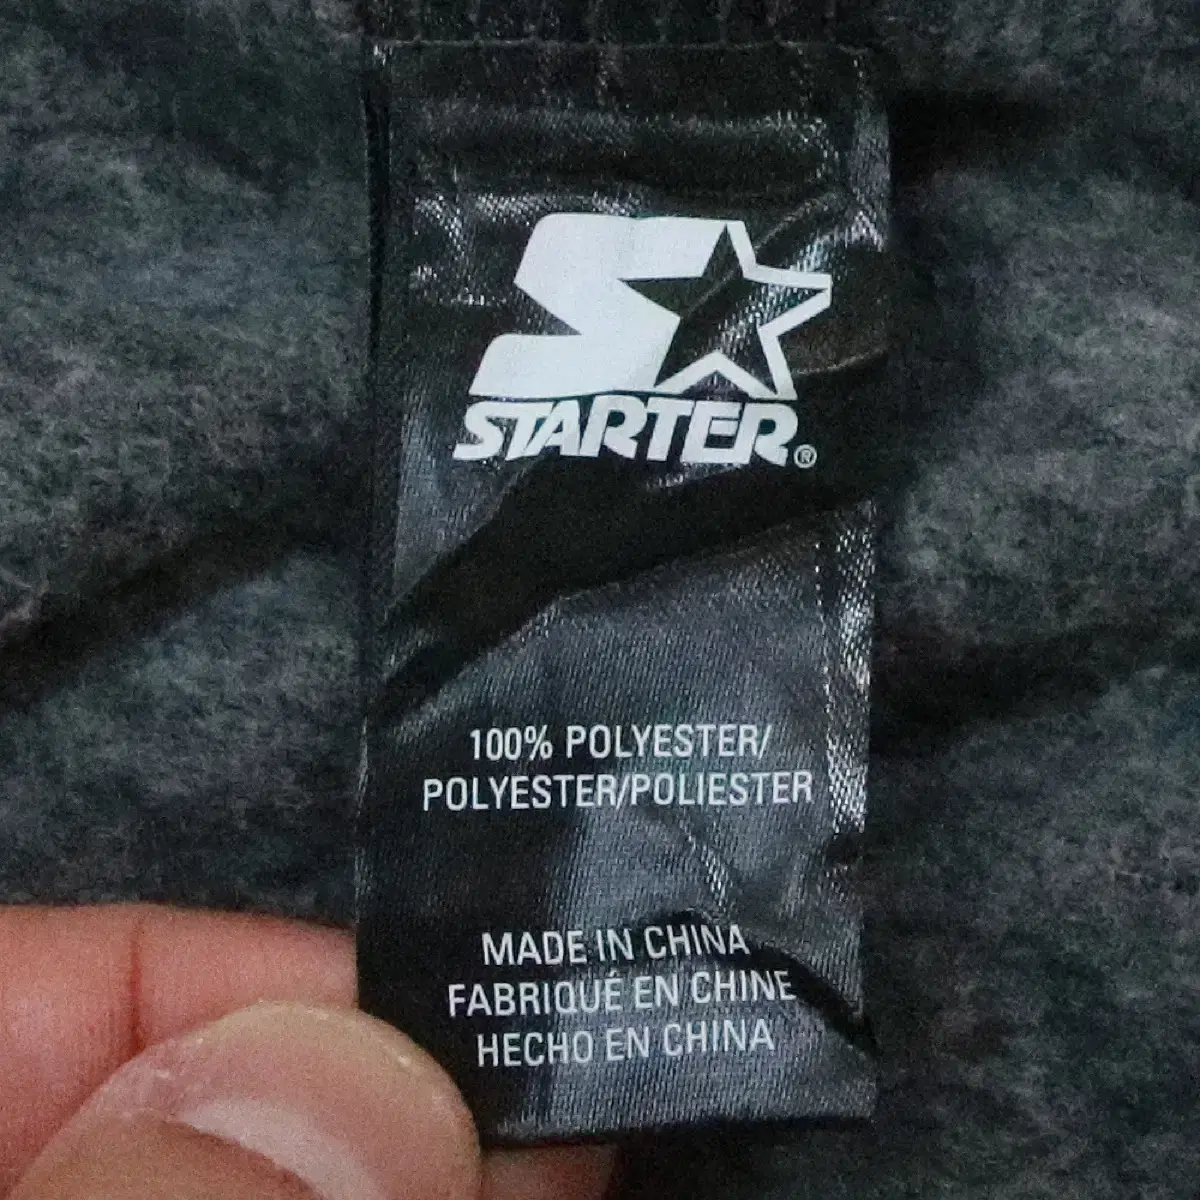 STARTER®
100% POLYESTER/
POLYESTER/POLIESTER
MADE IN CHINA
FABRIQUÉ EN CHINE
HECHO EN CHINA